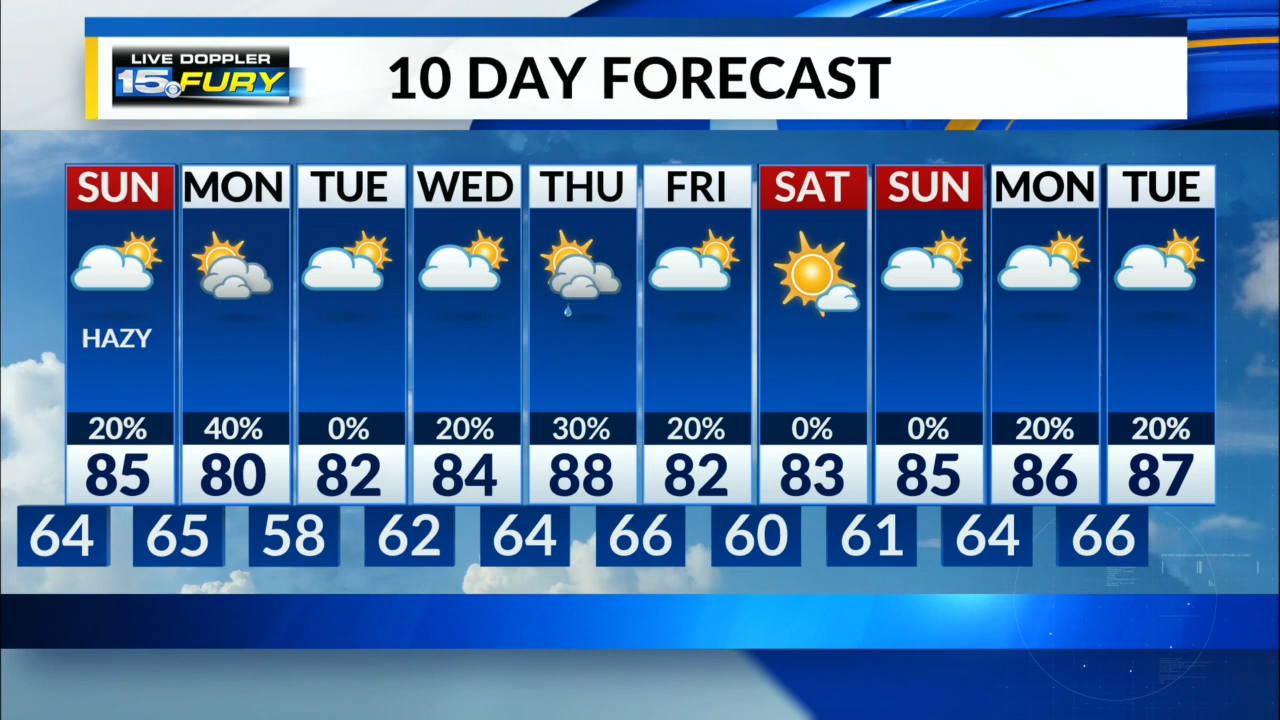 LIVE DOPPLER
15 FURY
10 DAY FORECAST
SUN MON TUE WED THU FRI SAT SUN MON TUE
HAZY
20% 40% 0% 20% 30% 20% 0% 0% 20% 20%
85 80 82 84 88 82 83 85 86 87
64 65 58 62 64 66 60 61 64 66